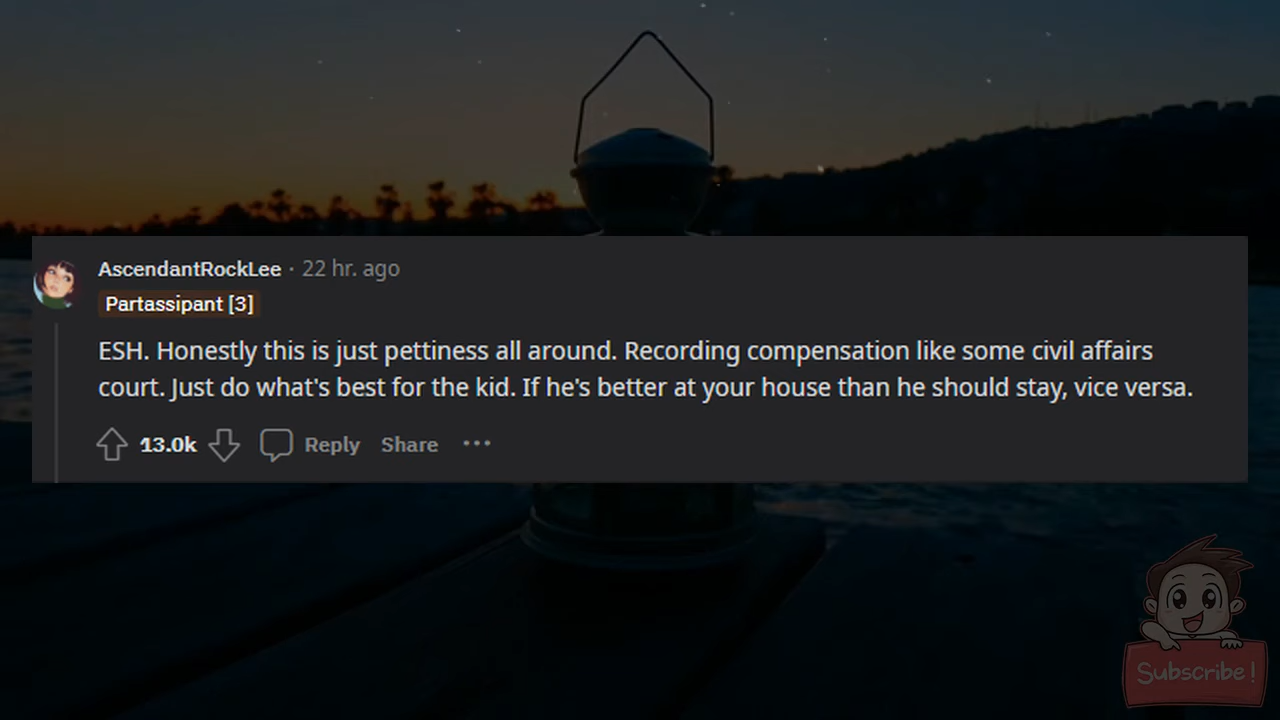 AscendantRockLee · 22 hr. ago
Partassipant [3]
ESH. Honestly this is just pettiness all around. Recording compensation like some civil affairs
court. Just do what's best for the kid. If he's better at your house than he should stay, vice versa.
13.0k Reply Share ···
Subscribe!